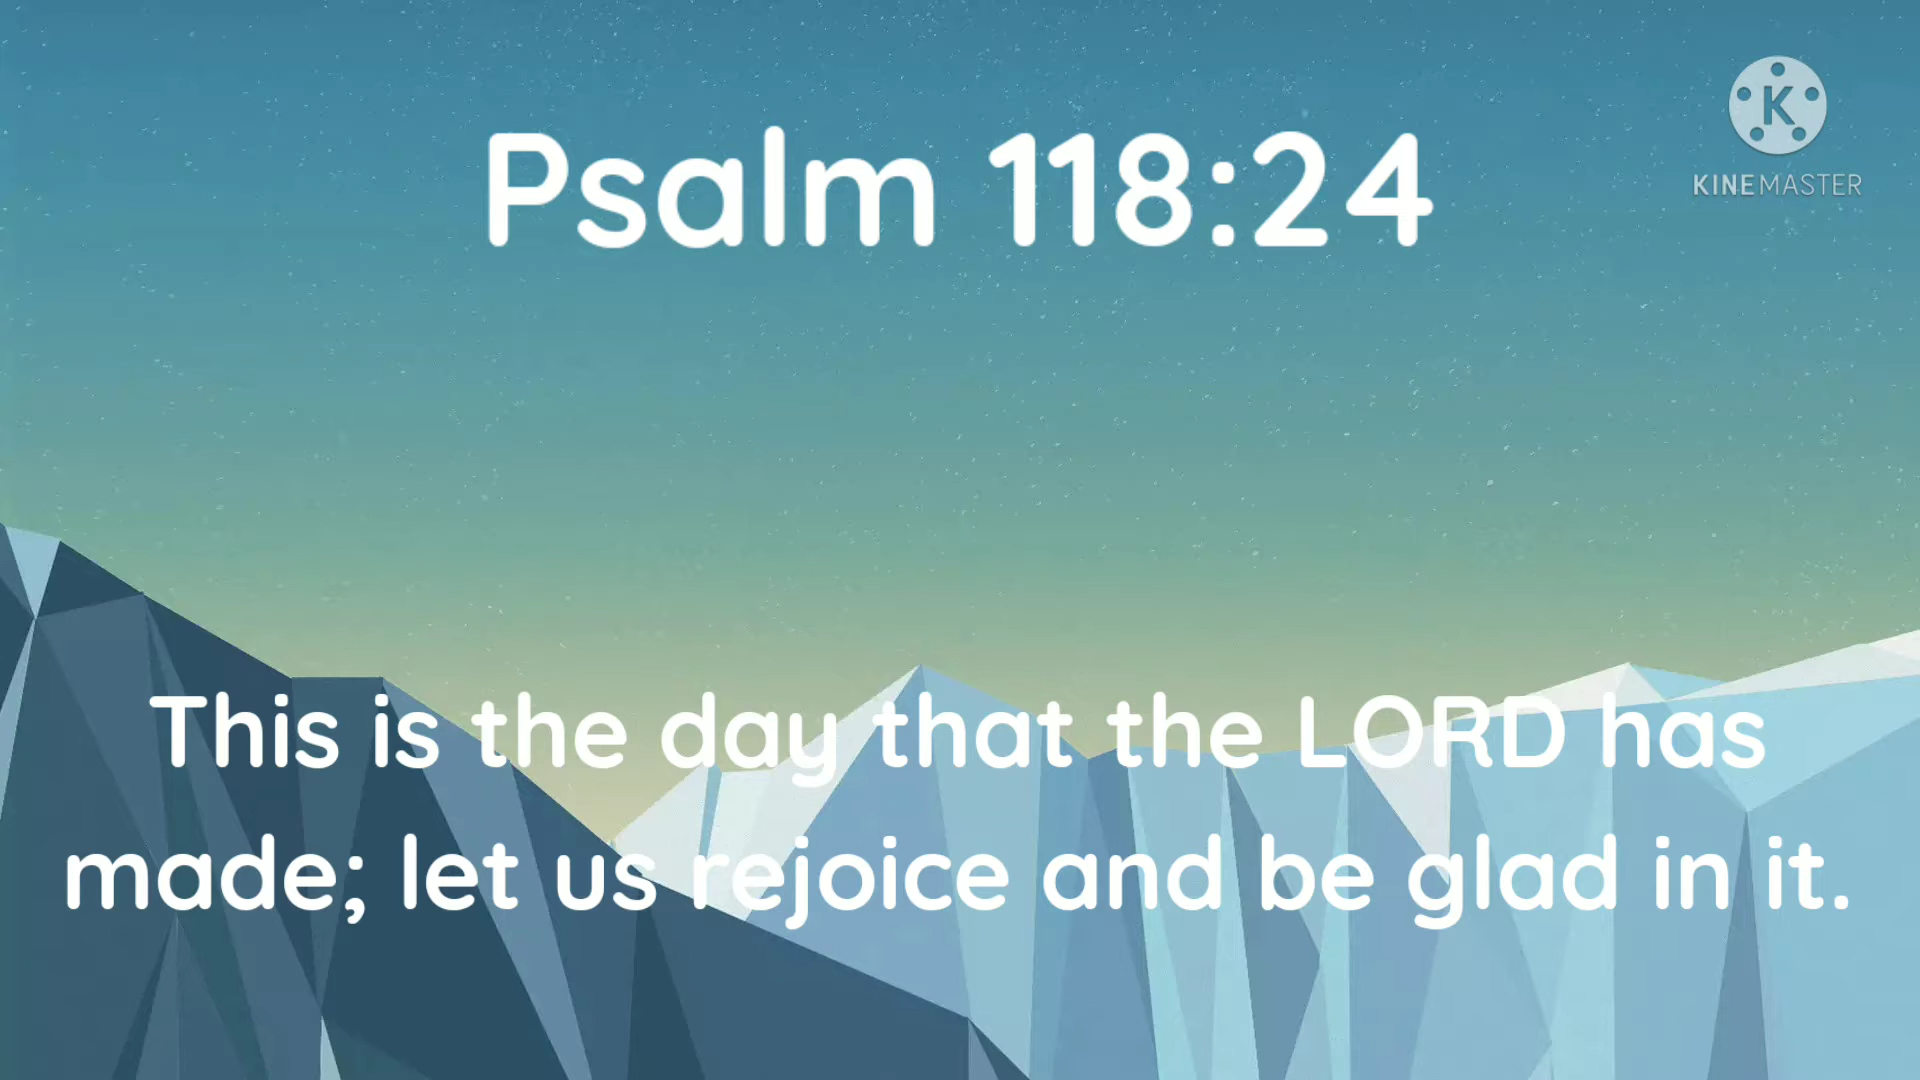 Psalm 118:24
K
KINEMASTER
This is the day that the LORD has
made; let us rejoice and be glad in it.